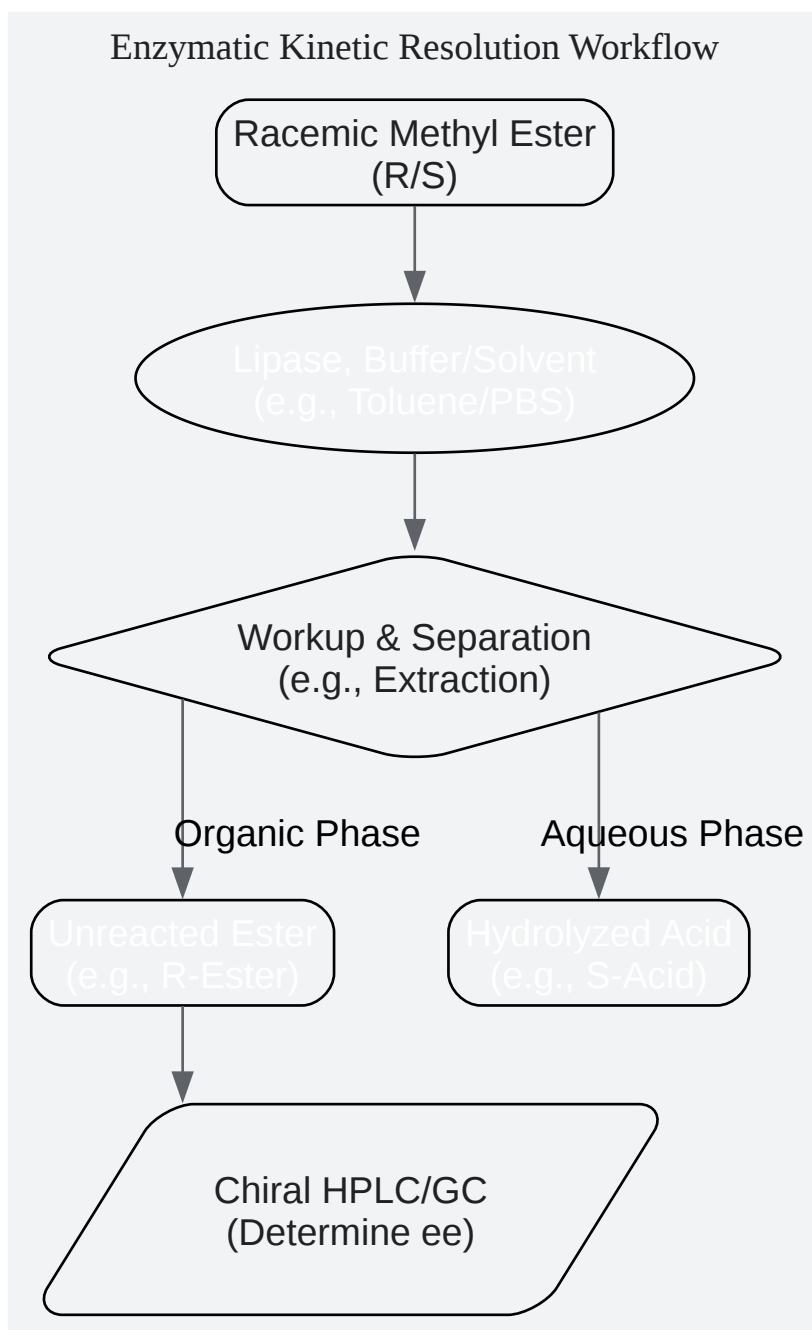 Enzymatic Kinetic Resolution Workflow
Racemic Methyl Ester
(R/S)
Lipase, Buffer/Solvent
(e.g., Toluene/PBS)
Workup & Separation
(e.g., Extraction)
Organic Phase
Aqueous Phase
Unreacted Ester
(e.g., R-Ester)
Hydrolyzed Acid
(e.g., S-Acid)
Chiral HPLC/GC
(Determine ee)